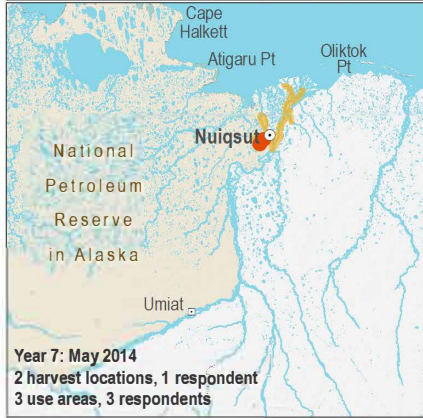 Cape
Halkett
Atigaru Pt
Oliktok
Pt
Nuiqsut
National
Petroleum
Reserve
in Alaska
Umiat
Year 7: May 2014
2 harvest locations, 1 respondent
3 use areas, 3 respondents